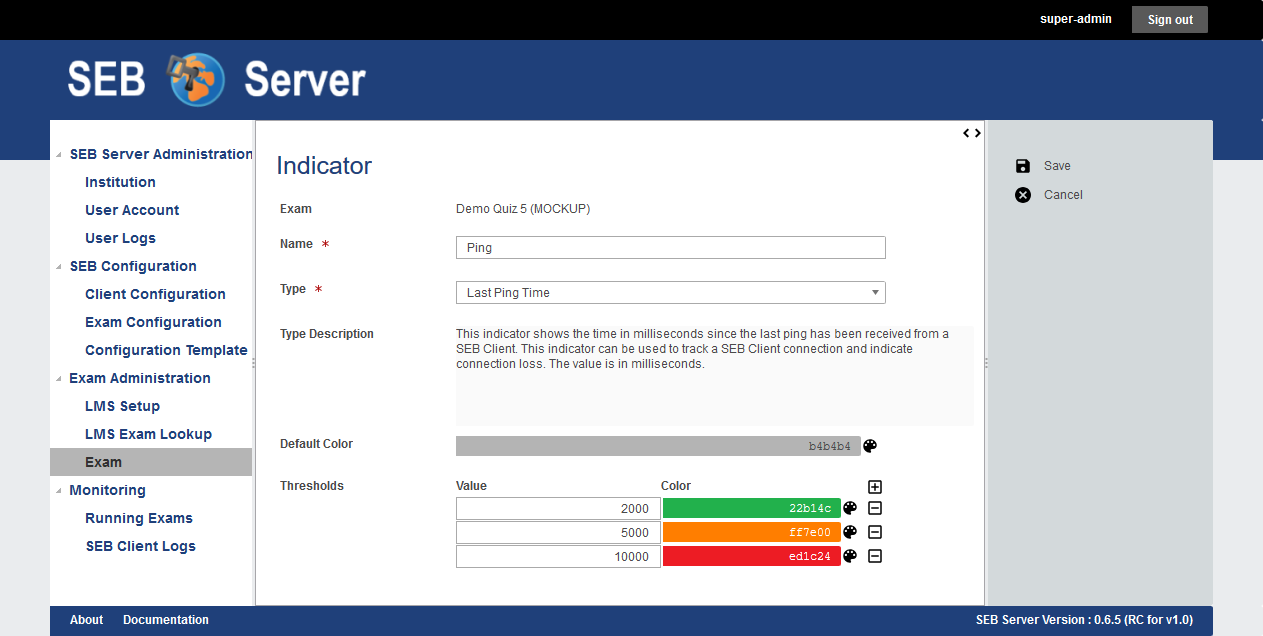 super-admin
Sign out
SEB Server
SEB Server Administration
Institution
User Account
User Logs
SEB Configuration
Client Configuration
Exam Configuration
Configuration Template
Exam Administration
LMS Setup
LMS Exam Lookup
Exam
Monitoring
Running Exams
SEB Client Logs
Indicator
Exam Demo Quiz 5 (MOCKUP)
Name * Ping
Type * Last Ping Time
Type Description
This indicator shows the time in milliseconds since the last ping has been received from a
SEB Client. This indicator can be used to track a SEB Client connection and indicate
connection loss. The value is in milliseconds.
Default Color b4b4b4
Thresholds Value Color
2000 22b14c
5000 ff7e00
10000 ed1c24
Save
Cancel
About Documentation
SEB Server Version : 0.6.5 (RC for v1.0)